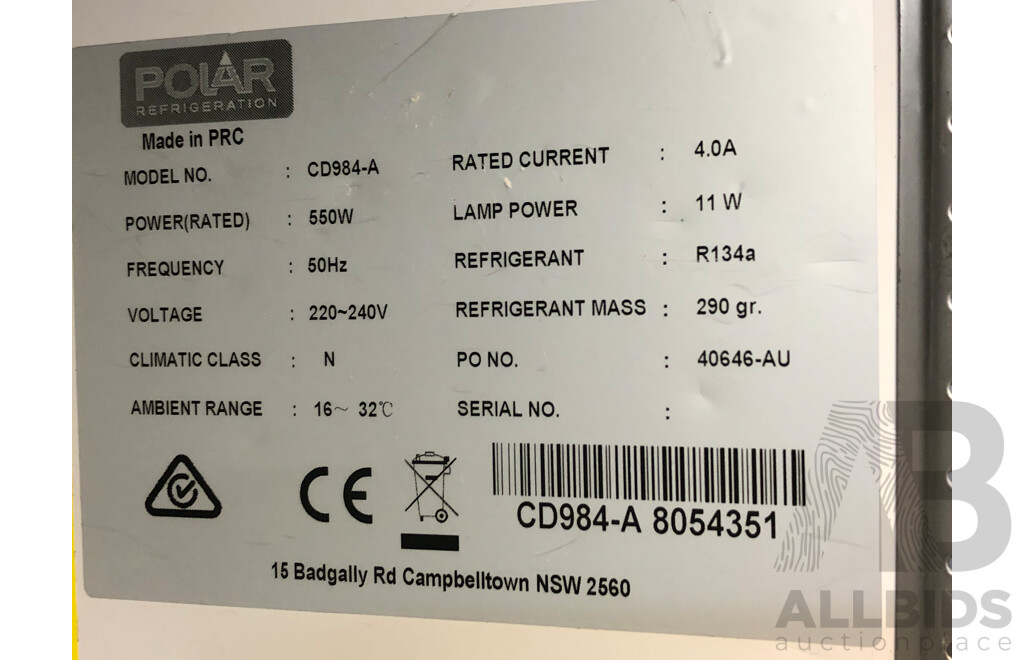 POLAR
REFRIGERATION
Made in PRC
MODEL NO. : CD984-A
POWER(RATED) : 550W
FREQUENCY : 50Hz
VOLTAGE : 220~240V
CLIMATIC CLASS : N
AMBIENT RANGE : 16~ 32℃
RATED CURRENT : 4.0A
LAMP POWER : 11 W
REFRIGERANT : R134a
REFRIGERANT MASS : 290 gr.
PO NO. : 40646-AU
SERIAL NO. :
CE
CD984-A 8054351
15 Badgally Rd Campbelltown NSW 2560
AB
ALLBIDS
auctionplace